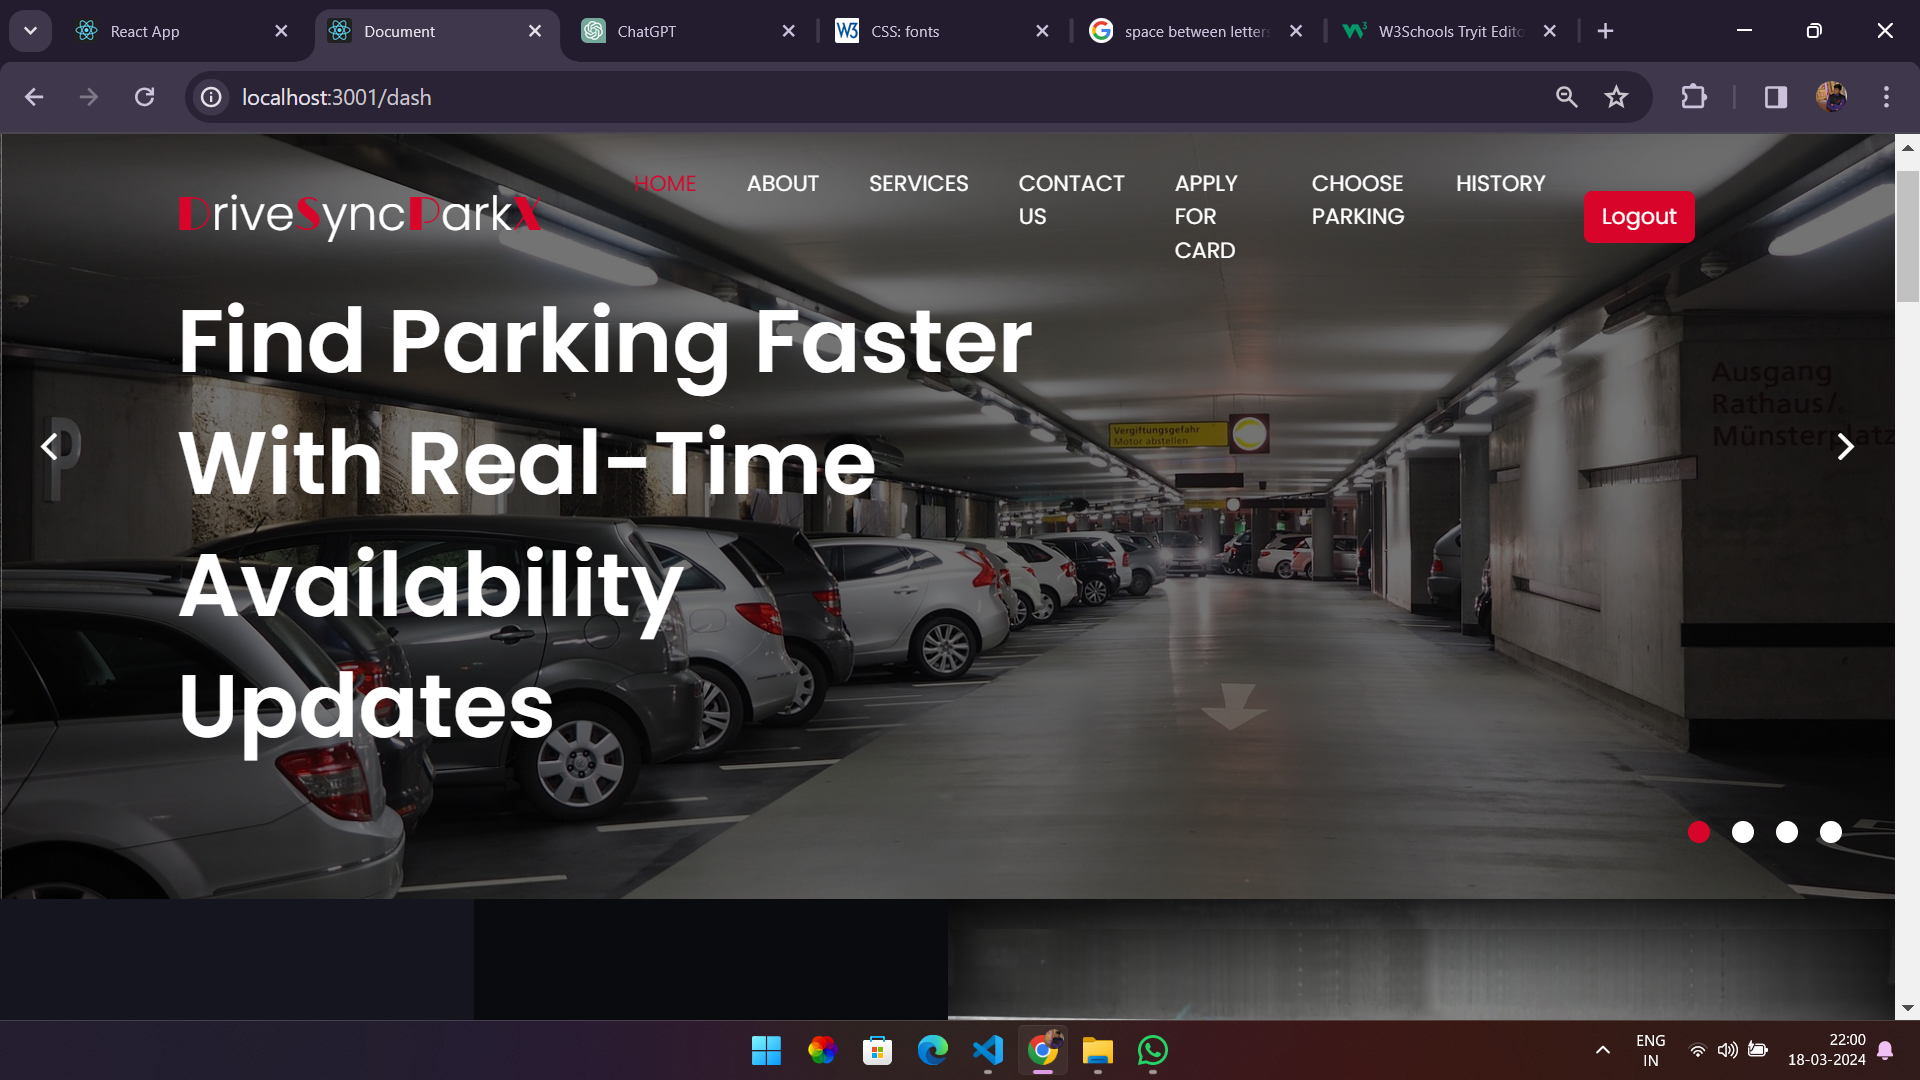 React App
Document
ChatGPT
CSS: fonts
space between letters
W3Schools Tryit Edito
localhost:3001/dash
DriveSyncParkX
HOME
ABOUT
SERVICES
CONTACT
US
APPLY
FOR
CARD
CHOOSE
PARKING
HISTORY
Logout
Find Parking Faster
With Real-Time
Availability
Updates
P
Vergiftungsgefahr
Motor abstellen
Ausgang
Rathaus/
Münsterplatz
ENG
IN
22:00
18-03-2024